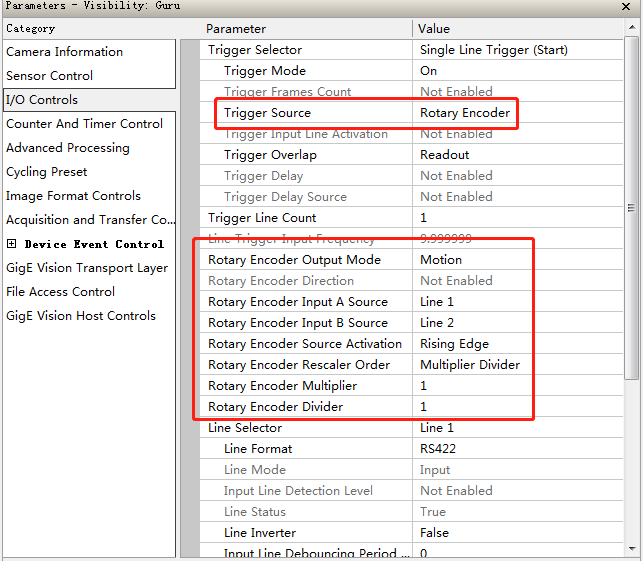 Parameters - Visibility: Guru
Category
Camera Information
Sensor Control
I/O Controls
Counter And Timer Control
Advanced Processing
Cycling Preset
Image Format Controls
Acquisition and Transfer Co...
Device Event Control
GigE Vision Transport Layer
File Access Control
GigE Vision Host Controls
Parameter Value
Trigger Selector Single Line Trigger (Start)
Trigger Mode On
Trigger Frames Count Not Enabled
Trigger Source Rotary Encoder
Trigger Input Line Activation Not Enabled
Trigger Overlap Readout
Trigger Delay Not Enabled
Trigger Delay Source Not Enabled
Trigger Line Count 1
Line Trigger Input Frequency 9.999999
Rotary Encoder Output Mode Motion
Rotary Encoder Direction Not Enabled
Rotary Encoder Input A Source Line 1
Rotary Encoder Input B Source Line 2
Rotary Encoder Source Activation Rising Edge
Rotary Encoder Rescaler Order Multiplier Divider
Rotary Encoder Multiplier 1
Rotary Encoder Divider 1
Line Selector Line 1
Line Format RS422
Line Mode Input
Input Line Detection Level Not Enabled
Line Status True
Line Inverter False
Input Line Debouncing Period ... 0